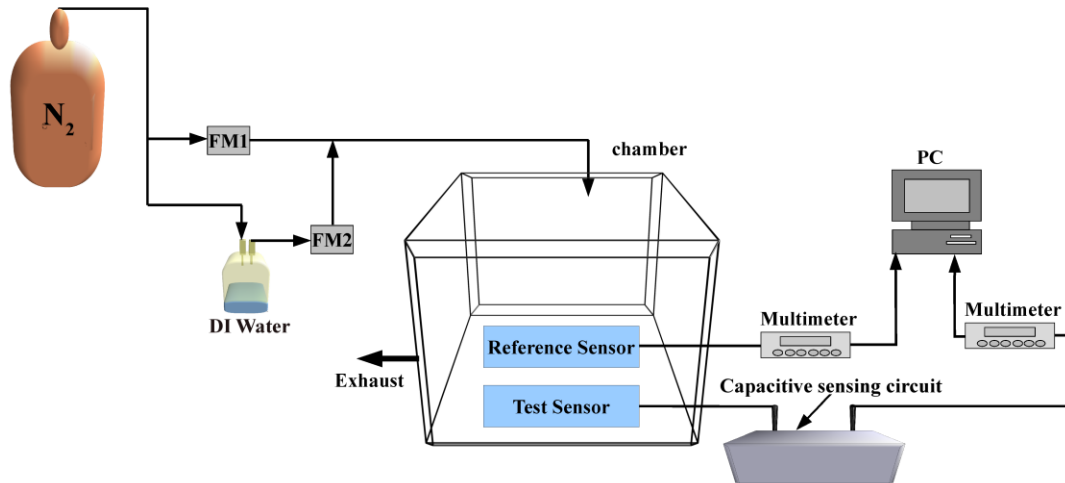 N2
FM1
FM2
DI Water
chamber
Exhaust
Reference Sensor
Test Sensor
PC
Multimeter
Multimeter
Capacitive sensing circuit